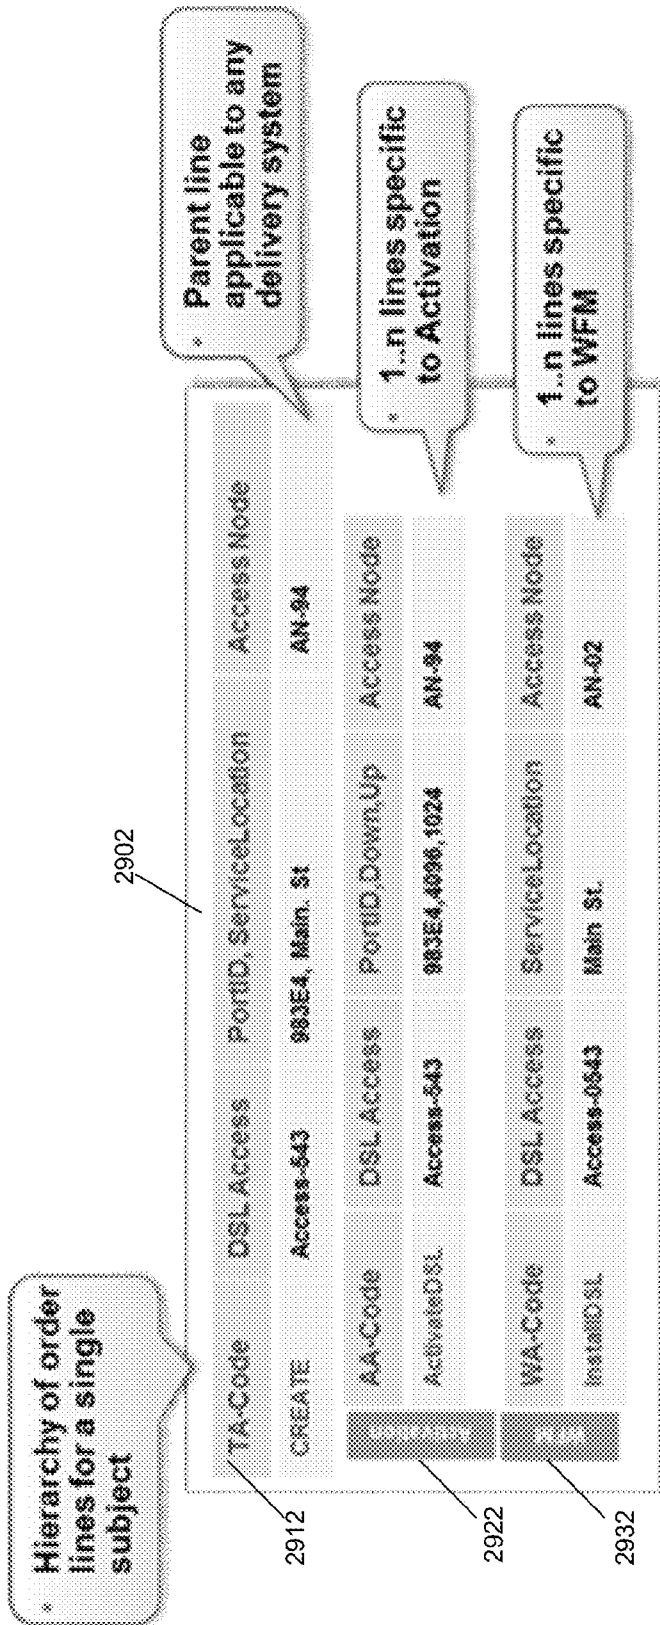 • Hierarchy of order
lines for a single
subject
2902
• Parent line
applicable to any
delivery system
2912
TA-Code DSL Access PortID, ServiceLocation Access Node
CREATE Access-543 983E4, Main. St AN-94
• 1..n lines specific
to Activation
2922
AA-Code DSL Access PortID,Down,Up Access Node
ActivateDSL Access-543 983E4,4096,1024 AN-94
• 1..n lines specific
to WFM
2932
PLAN
WA-Code DSL Access ServiceLocation Access Node
InstallDSL Access-0543 Main St. AN-02